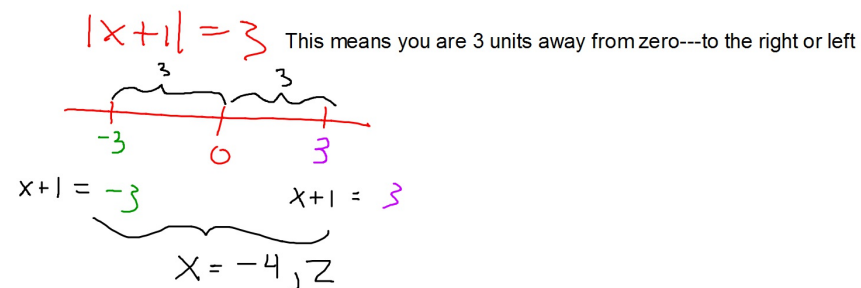 |x+1| = 3 This means you are 3 units away from zero---to the right or left
3 3
-3 0 3
x+1 = -3 x+1 = 3
x = -4, 2